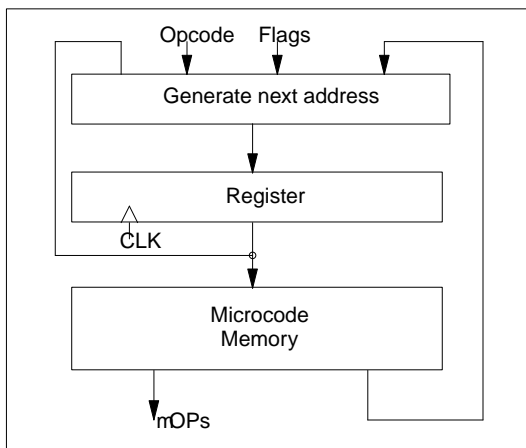 Opcode Flags
Generate next address
Register
CLK
Microcode
Memory
mOPs